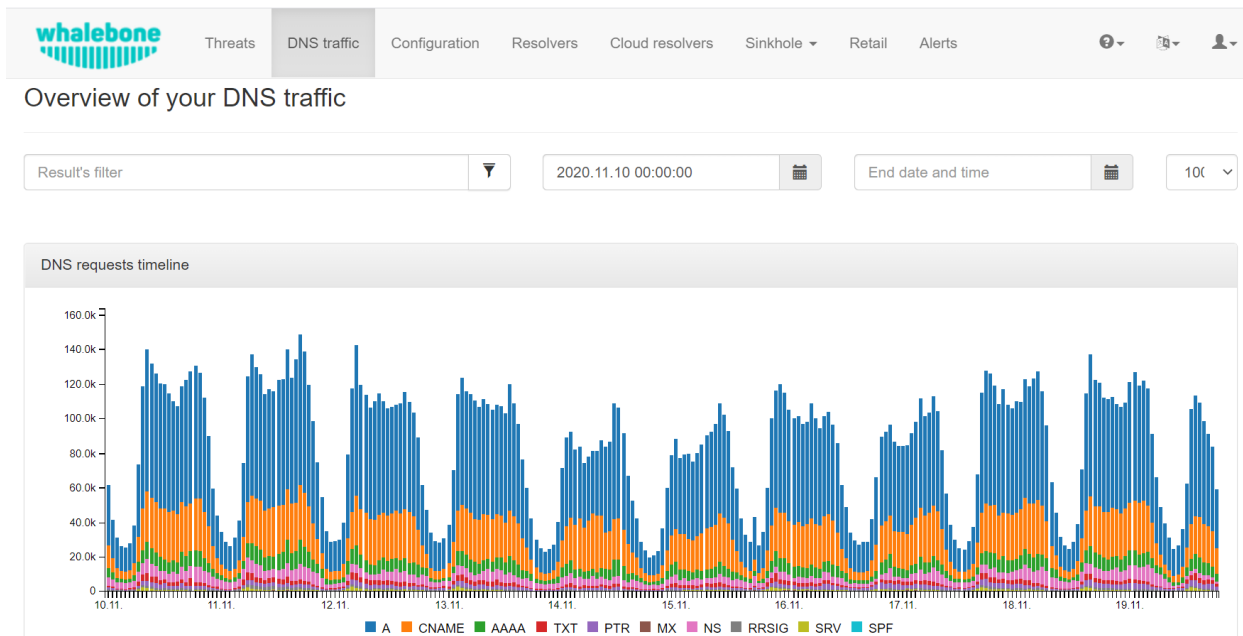 whalebone
Threats DNS traffic Configuration Resolvers Cloud resolvers Sinkhole Retail Alerts
Overview of your DNS traffic
Result's filter 2020.11.10 00:00:00 End date and time 100
DNS requests timeline
160.0k
140.0k
120.0k
100.0k
80.0k
60.0k
40.0k
20.0k
0
10.11. 11.11. 12.11. 13.11. 14.11. 15.11. 16.11. 17.11. 18.11. 19.11.
A CNAME AAAA TXT PTR MX NS RRSIG SRV SPF